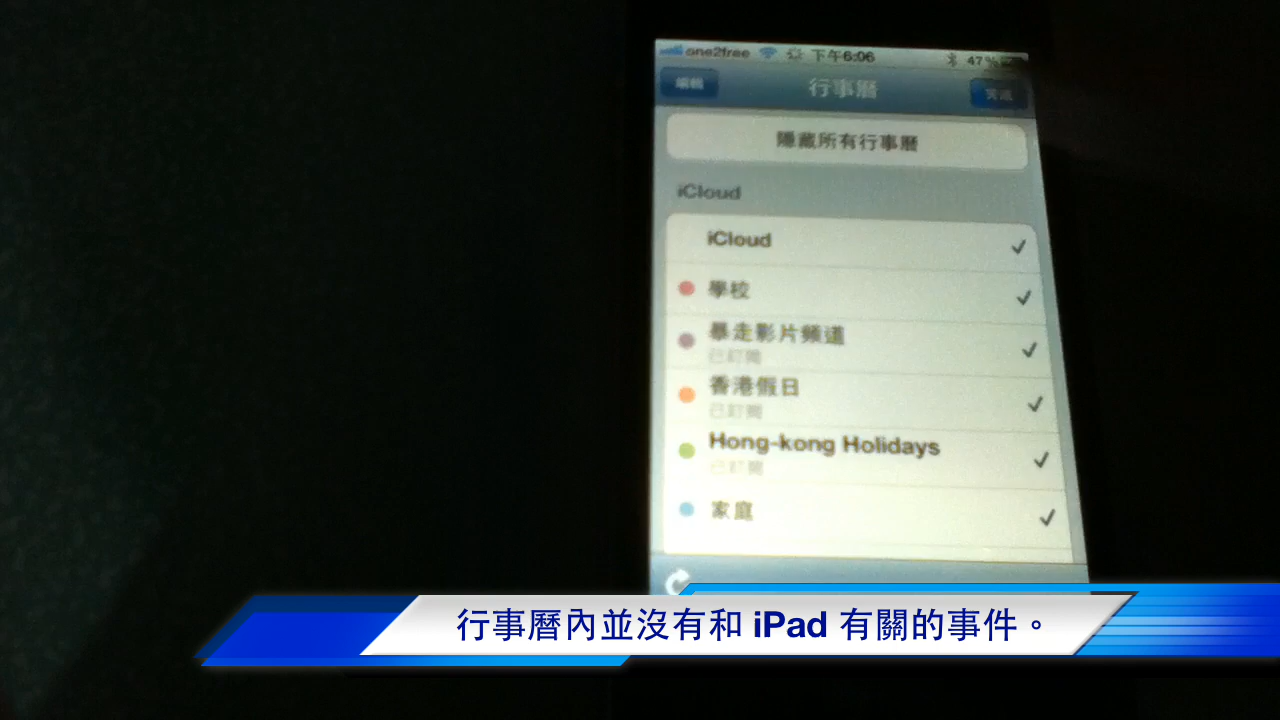 one2free 下午6:06 47%
編輯 行事曆 完成
隱藏所有行事曆
iCloud
iCloud
學校
暴走影片頻道
已訂閱
香港假日
已訂閱
Hong-kong Holidays
已訂閱
家庭
行事曆內並沒有和 iPad 有關的事件。